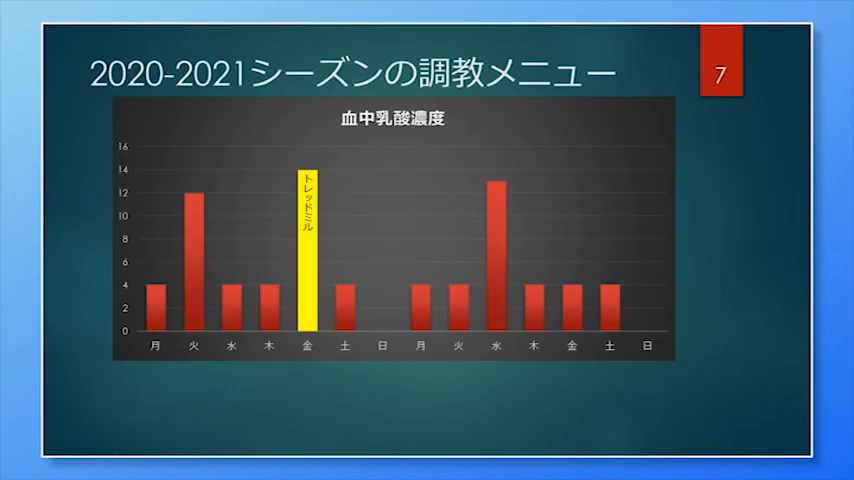 2020-2021シーズンの調教メニュー
7
血中乳酸濃度
16
14
12
10
8
6
4
2
0
トレッドミル
月 火 水 木 金 土 日 月 火 水 木 金 土 日